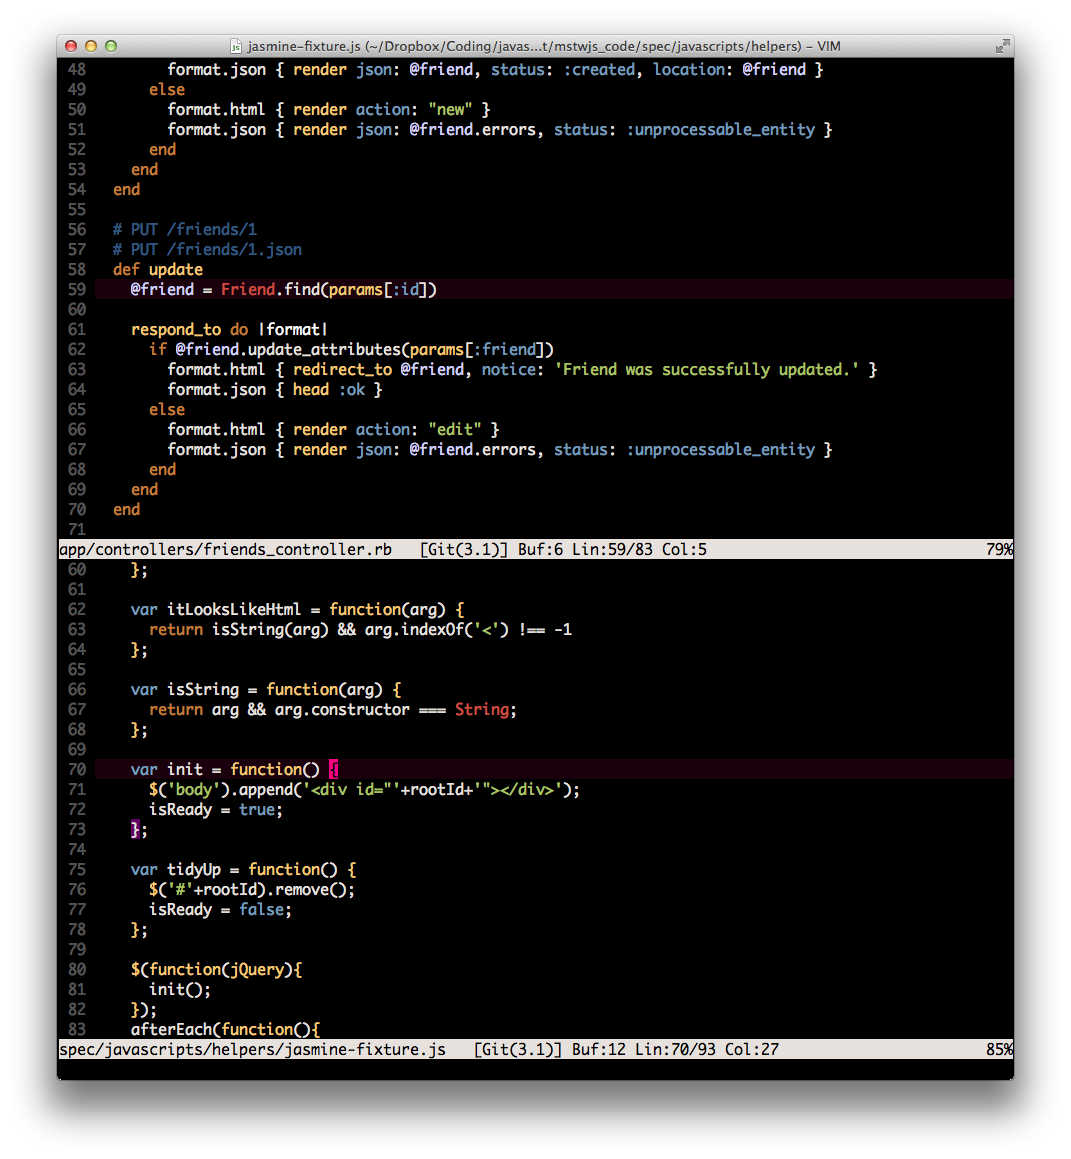 jasmine-fixture.js (~/Dropbox/Coding/javas...t/mstwjs_code/spec/javascripts/helpers) – VIM
48         format.json { render json: @friend, status: :created, location: @friend }
49       else
50         format.html { render action: "new" }
51         format.json { render json: @friend.errors, status: :unprocessable_entity }
52       end
53     end
54   end
55
56   # PUT /friends/1
57   # PUT /friends/1.json
58   def update
59     @friend = Friend.find(params[:id])
60
61     respond_to do |format|
62       if @friend.update_attributes(params[:friend])
63         format.html { redirect_to @friend, notice: 'Friend was successfully updated.' }
64         format.json { head :ok }
65       else
66         format.html { render action: "edit" }
67         format.json { render json: @friend.errors, status: :unprocessable_entity }
68       end
69     end
70   end
71
app/controllers/friends_controller.rb   [Git(3.1)] Buf:6 Lin:59/83 Col:5 79%
60     };
61
62     var itLooksLikeHtml = function(arg) {
63       return isString(arg) && arg.indexOf('<') !== -1
64     };
65
66     var isString = function(arg) {
67       return arg && arg.constructor === String;
68     };
69
70     var init = function() {
71       $('body').append('<div id="'+rootId+'"></div>');
72       isReady = true;
73     };
74
75     var tidyUp = function() {
76       $('#'+rootId).remove();
77       isReady = false;
78     };
79
80     $(function(jQuery){
81       init();
82     });
83     afterEach(function(){
spec/javascripts/helpers/jasmine-fixture.js   [Git(3.1)] Buf:12 Lin:70/93 Col:27 85%